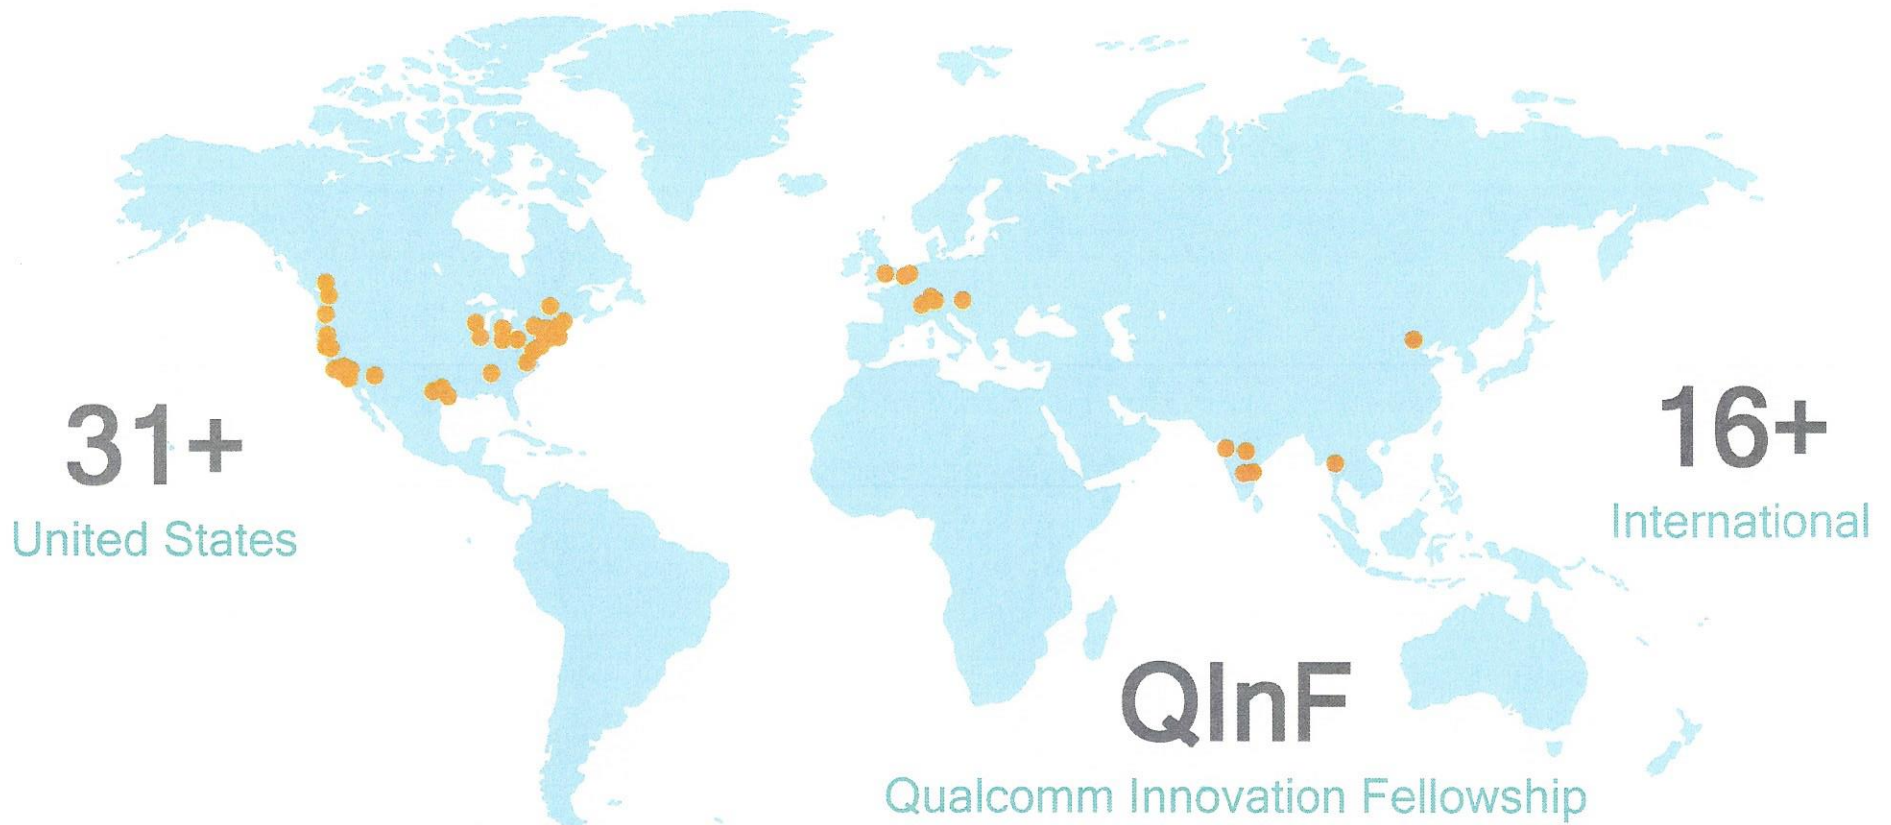 31+
United States
16+
International
QInF
Qualcomm Innovation Fellowship